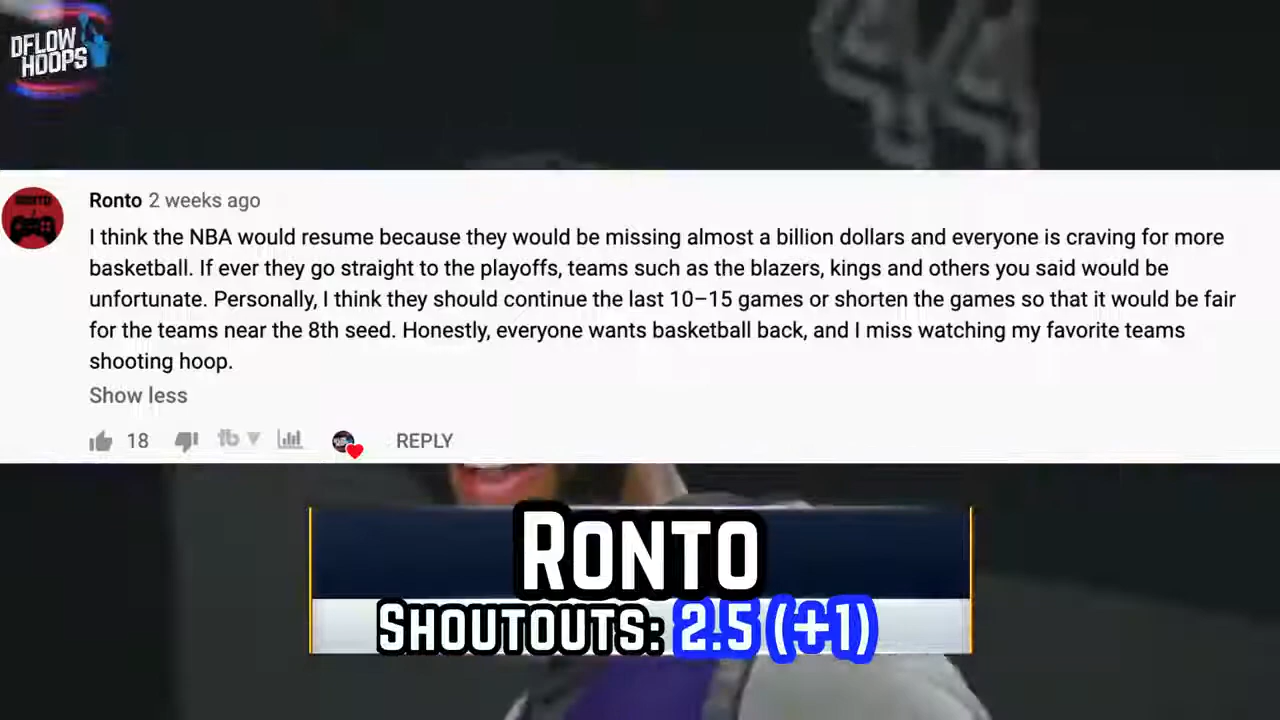 DFLOW
HOOPS
Ronto 2 weeks ago
I think the NBA would resume because they would be missing almost a billion dollars and everyone is craving for more
basketball. If ever they go straight to the playoffs, teams such as the blazers, kings and others you said would be
unfortunate. Personally, I think they should continue the last 10–15 games or shorten the games so that it would be fair
for the teams near the 8th seed. Honestly, everyone wants basketball back, and I miss watching my favorite teams
shooting hoop.
Show less
18 tb REPLY
RONTO
SHOUTOUTS: 2.5 (+1)